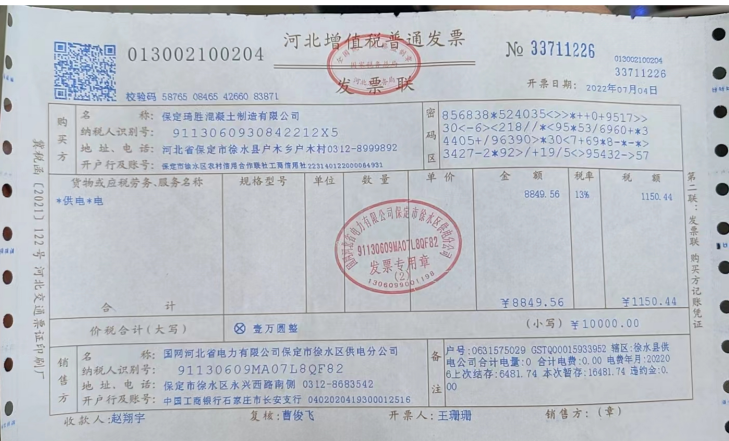 013002100204
河北增值税普通发票
发票联
№ 33711226
013002100204
33711226
校验码 58765 08465 42660 83871
开票日期: 2022年07月04日
购买方
名 称: 保定琦胜混凝土制造有限公司
纳税人识别号: 9113060930842212X5
地 址、电 话: 河北省保定市徐水县户木乡户木村0312-8999892
开户行及账号: 保定市徐水区农村信用合作联社工商信用社223140122000064931
密码区
856838*524035<>>*++0+9517>>
30<-6><218//*<95*53/6960+*3
4405+/96390>*30<7+69*8-*-*>
3427-2*92>/+19/5<>95432->57
货物或应税劳务、服务名称 规格型号 单位 数量 单价 金额 税率 税额
*供电*电 8849.56 13% 1150.44
国网河北省电力有限公司保定市徐水区供电分公司
91130609MA07L8QF82
发票专用章
(2)
合 计 ¥8849.56 ¥1150.44
价税合计(大写) ⊗ 壹万圆整 (小写) ¥10000.00
销售方
名 称: 国网河北省电力有限公司保定市徐水区供电分公司
纳税人识别号: 91130609MA07L8QF82
地 址、电 话: 保定市徐水区永兴西路南侧 0312-8683542
开户行及账号: 中国工商银行石家庄市长安支行 0402020419300012516
备注
户号:0631575029 GSTQ00015933952 辖区:徐水县供
电公司合计电量:0 合计电费:0.00 电费年月:20220
6上次结存:6481.74 本次暂存:16481.74 违约金:0.
00
收款人: 赵翔宇 复核: 曹俊飞 开票人: 王珊珊 销售方:(章)
冀税函〔2021〕122号 河北交通票证印刷厂
第二联:发票联 购买方记账凭证